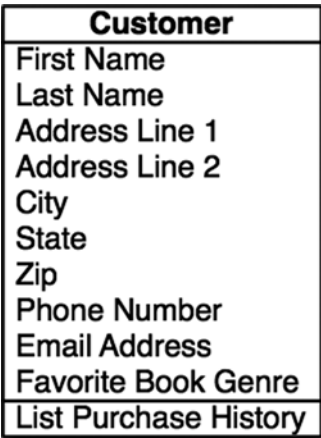 Customer
First Name
Last Name
Address Line 1
Address Line 2
City
State
Zip
Phone Number
Email Address
Favorite Book Genre
List Purchase History